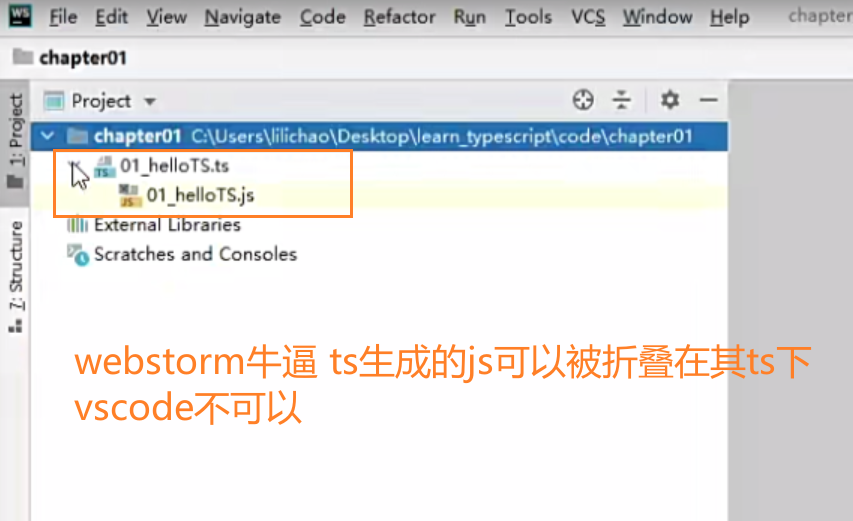 WS File Edit View Navigate Code Refactor Run Tools VCS Window Help chapter
chapter01
1: Project
Project
chapter01 C:\Users\lilichao\Desktop\learn_typescript\code\chapter01
TS 01_helloTS.ts
JS 01_helloTS.js
External Libraries
Scratches and Consoles
7: Structure
webstorm牛逼 ts生成的js可以被折叠在其ts下
vscode不可以